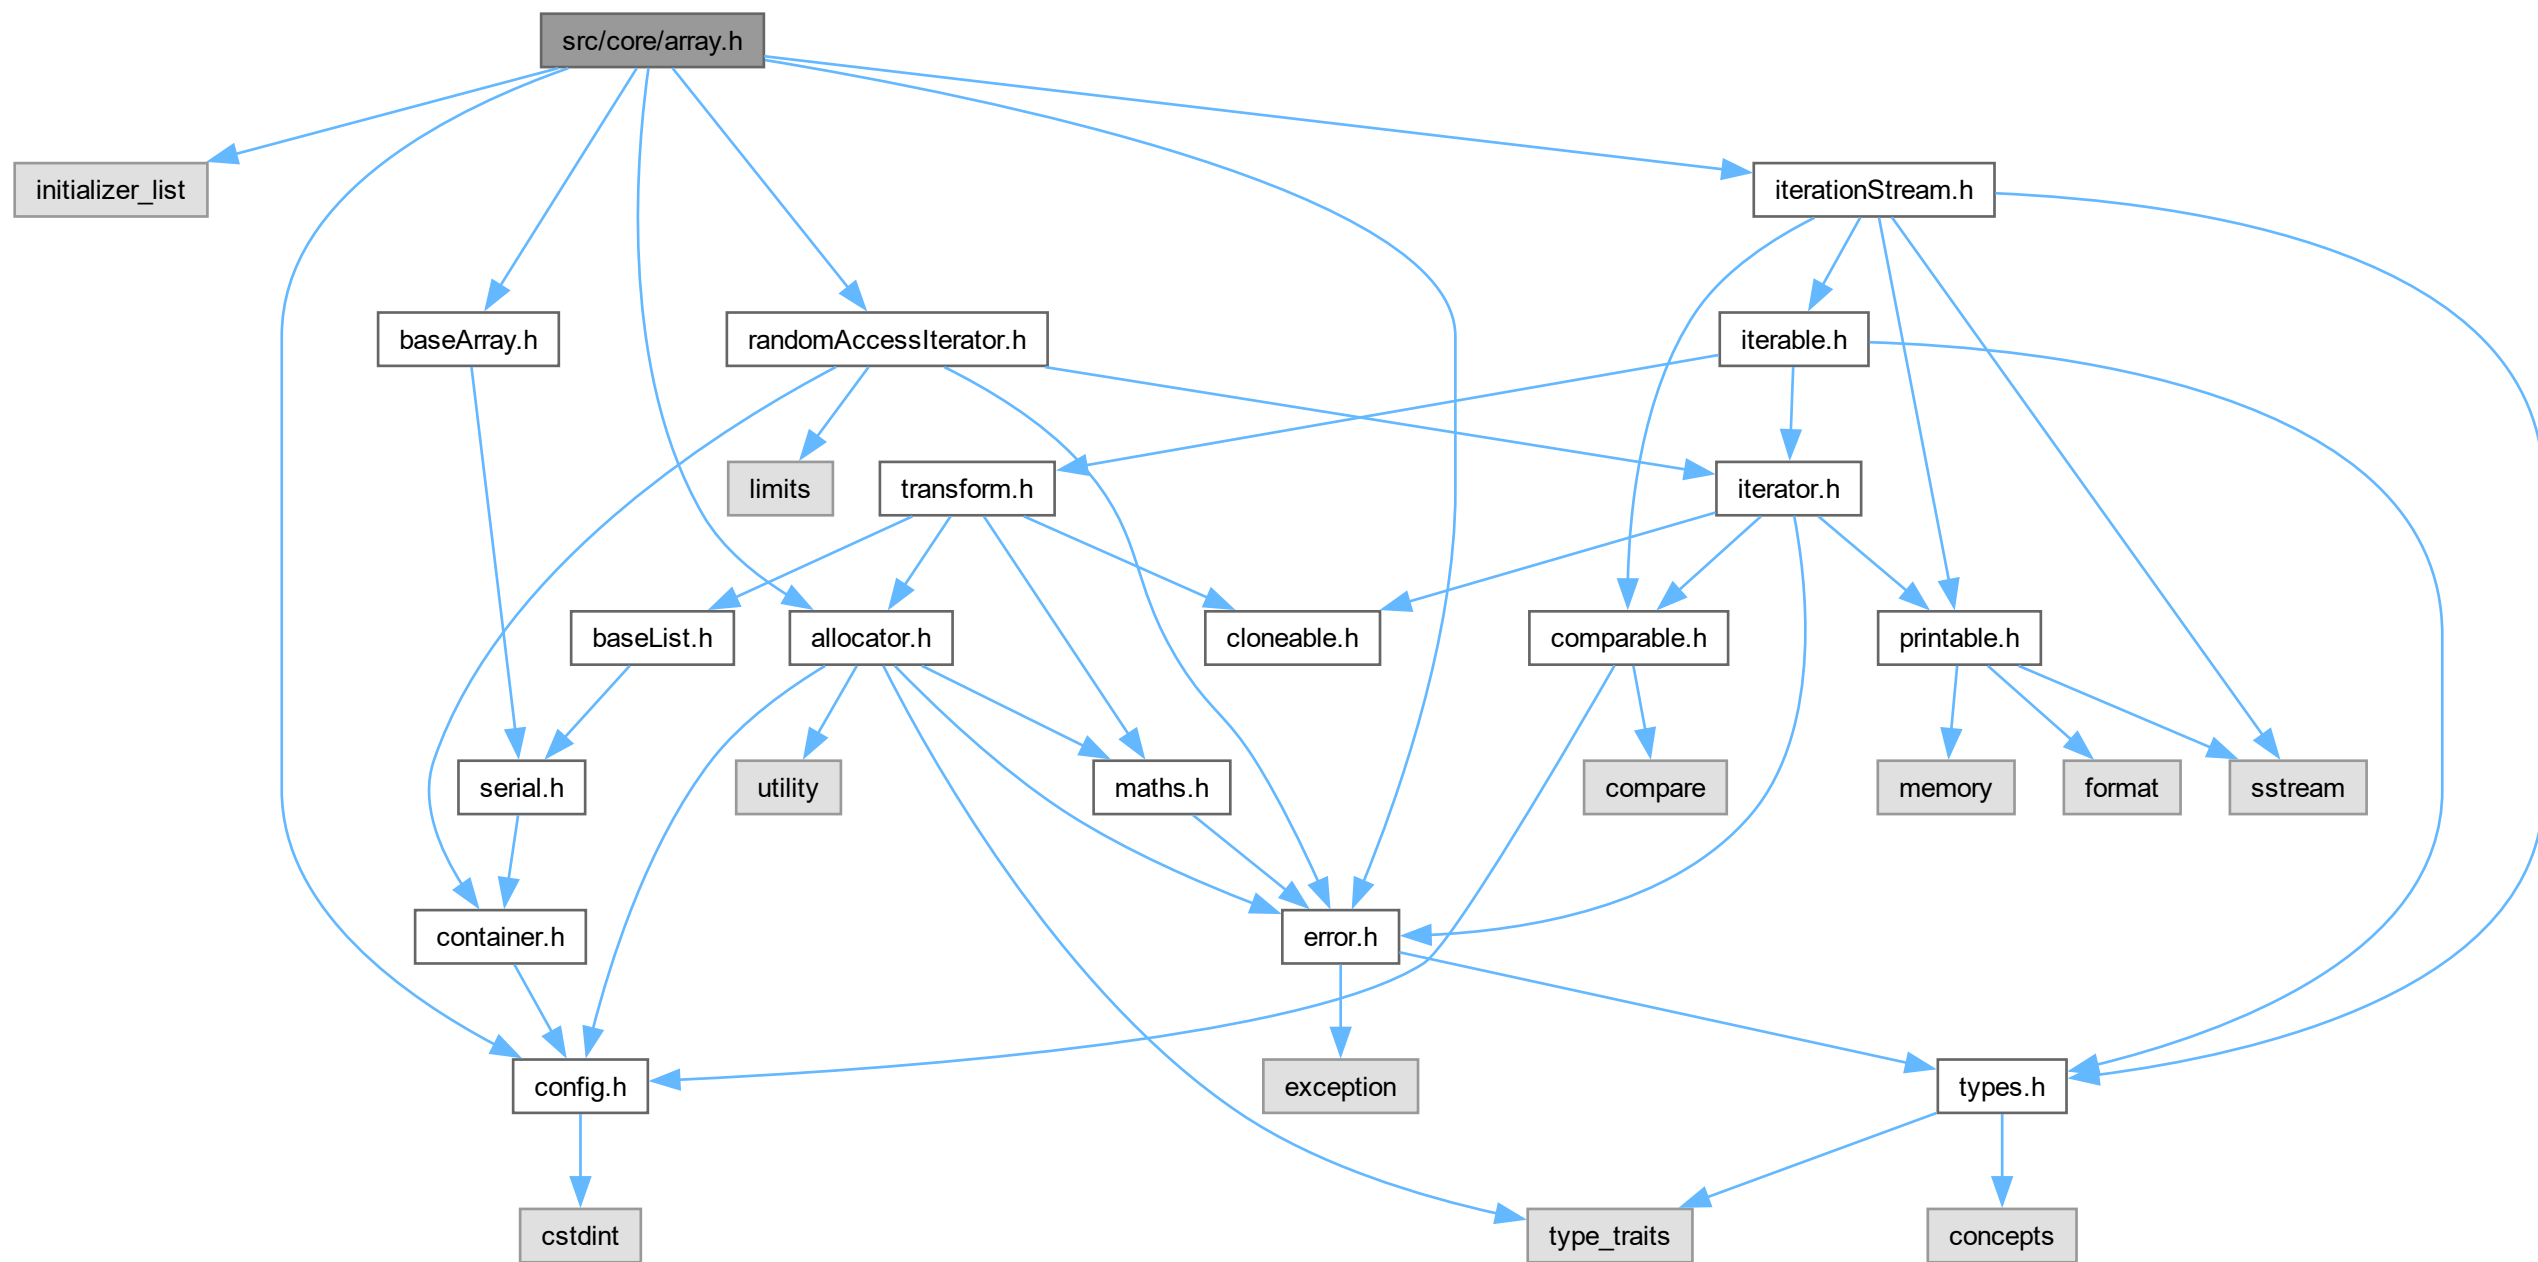 src/core/array.h
initializer_list
iterationStream.h
baseArray.h
randomAccessIterator.h
iterable.h
limits
transform.h
iterator.h
baseList.h
allocator.h
cloneable.h
comparable.h
printable.h
serial.h
utility
maths.h
compare
memory
format
sstream
container.h
error.h
config.h
exception
types.h
cstdint
type_traits
concepts